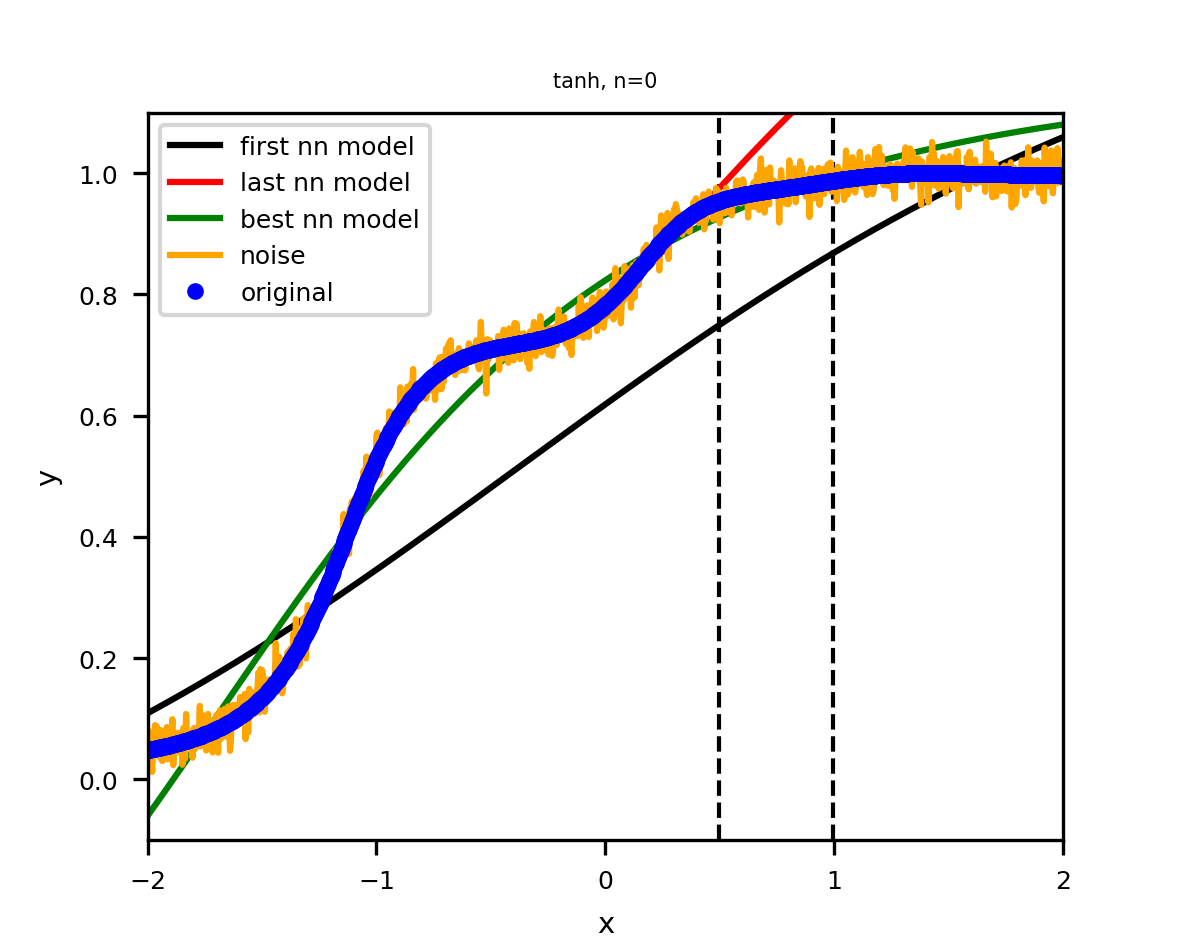 tanh, n=0
first nn model
last nn model
best nn model
noise
original
1.0
0.8
0.6
0.4
0.2
0.0
y
−2
−1
0
1
2
x